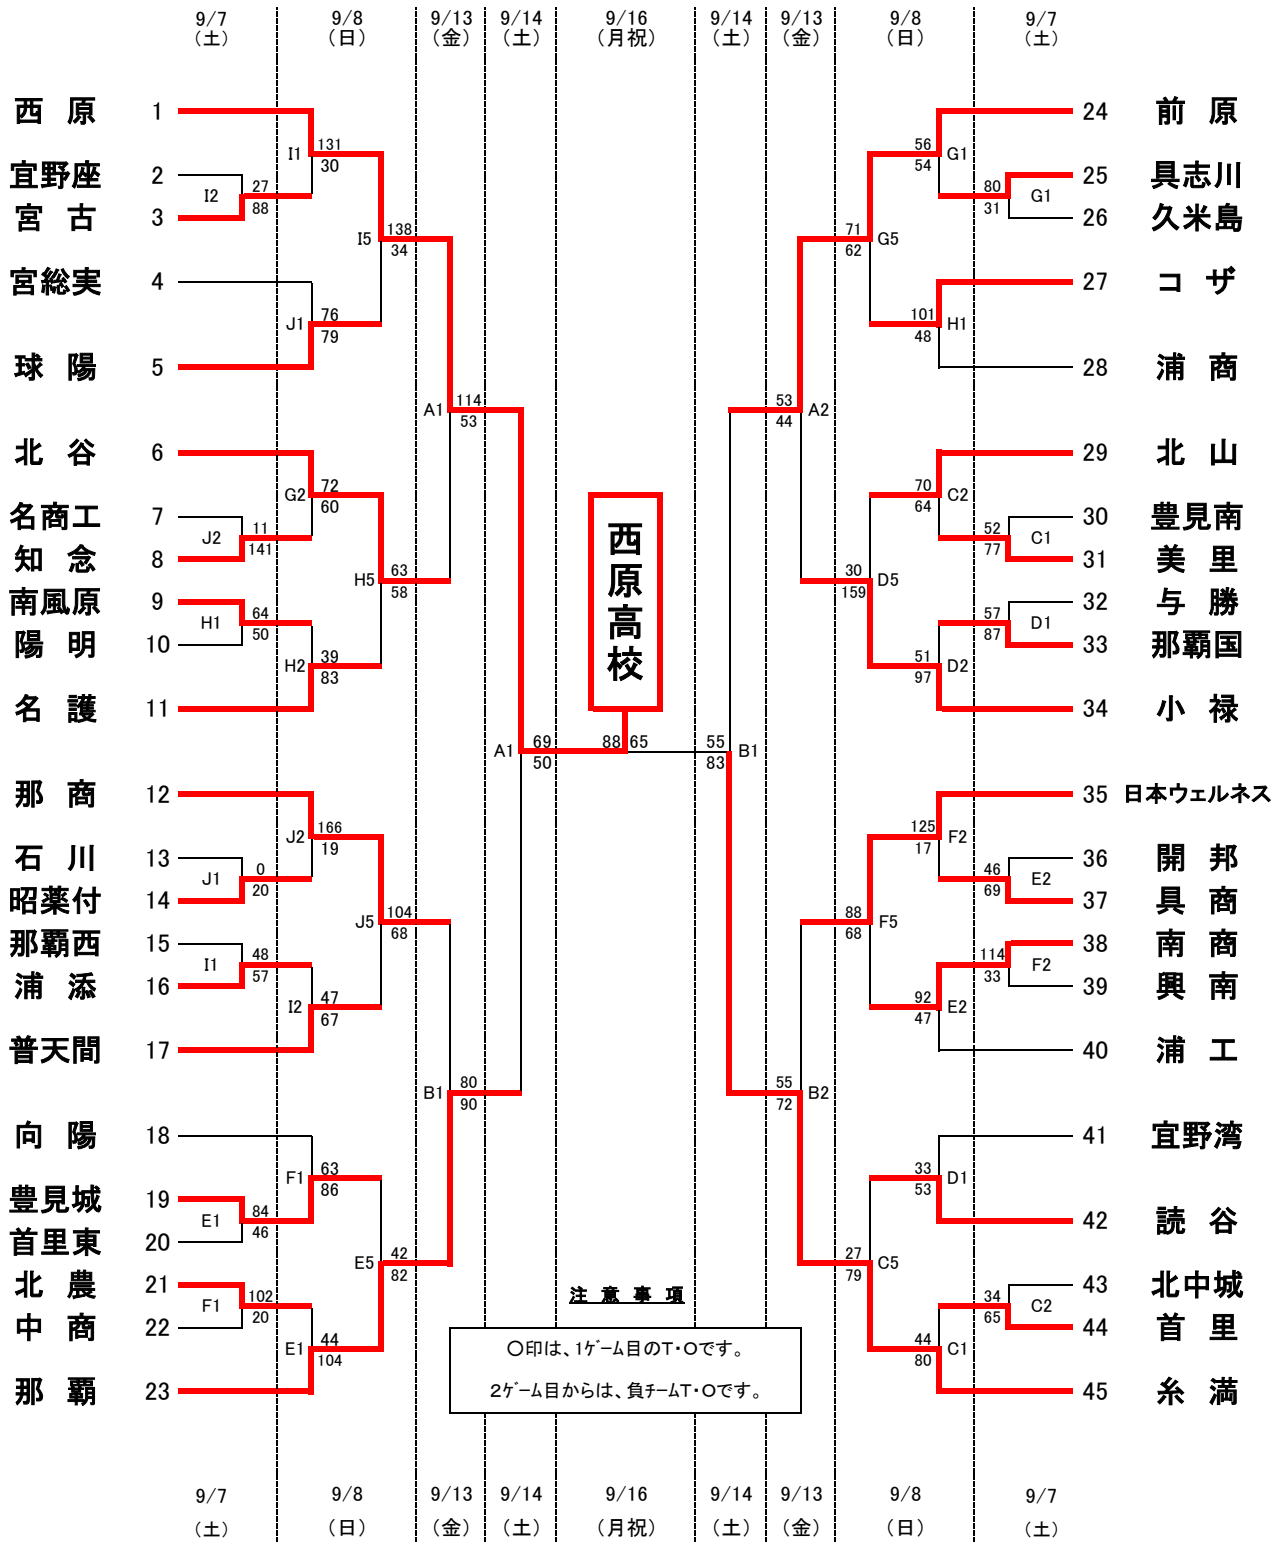 9/7 9/8 9/13 9/14 9/16 9/14 9/13 9/8 9/7
(土) (日) (金) (土) (月祝) (土) (金) (日) (土)
西 原 1 24 前 原
131 I1 30 56 G1 54
宜野座 2 25 具志川
27 I2 88 80 G1 31
宮 古 3 26 久米島
138 I5 34 71 G5 62
宮総実 4 27 コ ザ
76 J1 79 101 H1 48
球 陽 5 28 浦 商
114 A1 53 53 A2 44
北 谷 6 29 北 山
72 G2 60 70 C2 64
名商工 7 30 豊見南
11 J2 141 52 C1 77
知 念 8 31 美 里
63 H5 58 30 D5 159
南風原 9 32 与 勝
64 H1 50 57 D1 87
陽 明 10 33 那覇国
39 H2 83 51 D2 97
名 護 11 34 小 禄
西原高校
69 A1 50 88 65 55 B1 83
那 商 12 35 日本ウェルネス
166 J2 19 125 F2 17
石 川 13 36 開 邦
0 J1 20 46 E2 69
昭薬付 14 37 具 商
104 J5 68 88 F5 68
那覇西 15 38 南 商
48 I1 57 114 F2 33
浦 添 16 39 興 南
47 I2 67 92 E2 47
普天間 17 40 浦 工
80 B1 90 55 B2 72
向 陽 18 41 宜野湾
63 F1 86 33 D1 53
豊見城 19 42 読 谷
84 E1 46
首里東 20
42 E5 82 27 C5 79
北 農 21 43 北中城
102 F1 20 34 C2 65
中 商 22 44 首 里
44 E1 104 44 C1 80
那 覇 23 45 糸 満
注 意 事 項
○印は、1ｹﾞｰﾑ目のT・Oです。
2ｹﾞｰﾑ目からは、負ﾁｰﾑT・Oです。
9/7 9/8 9/13 9/14 9/16 9/14 9/13 9/8 9/7
(土) (日) (金) (土) (月祝) (土) (金) (日) (土)